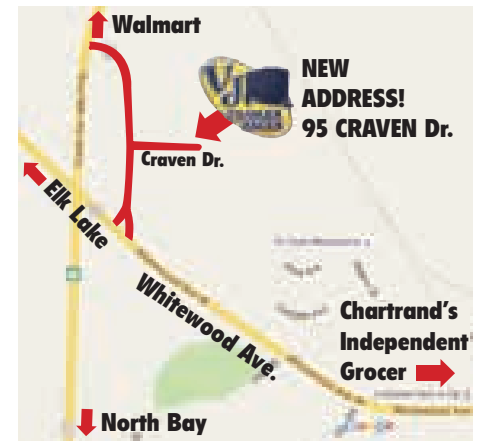 Walmart
NEW
ADDRESS!
95 CRAVEN Dr.
Craven Dr.
Elk Lake
Whitewood Ave.
Chartrand's
Independent
Grocer
North Bay